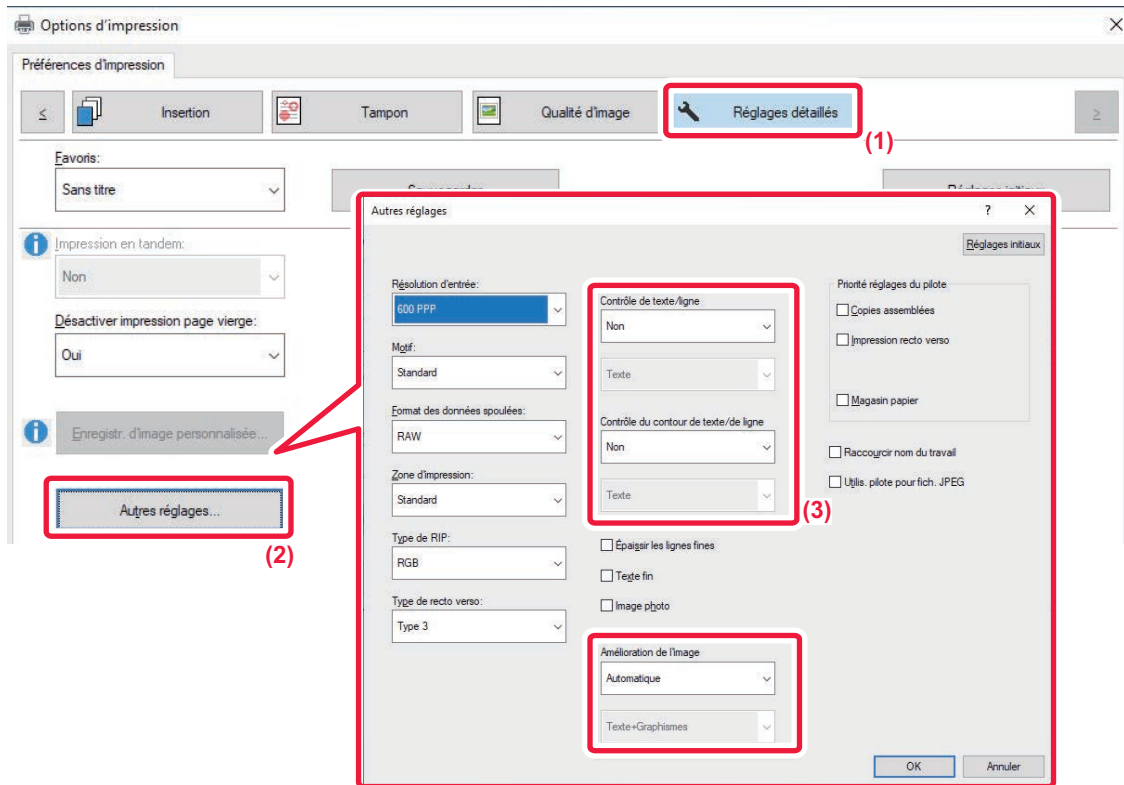 Options d'impression
Préférences d'impression
≤
Insertion
Tampon
Qualité d'image
Réglages détaillés
≥
(1)
Favoris:
Sans titre
Impression en tandem:
Non
Désactiver impression page vierge:
Oui
Enregistr. d'image personnalisée...
Autres réglages...
(2)
Autres réglages
?
Réglages initiaux
Résolution d'entrée:
600 PPP
Motif:
Standard
Format des données spoulées:
RAW
Zone d'impression:
Standard
Type de RIP:
RGB
Type de recto verso:
Type 3
Contrôle de texte/ligne
Non
Texte
Contrôle du contour de texte/de ligne
Non
Texte
(3)
Épaissir les lignes fines
Texte fin
Image photo
Amélioration de l'image
Automatique
Texte+Graphismes
Priorité réglages du pilote
Copies assemblées
Impression recto verso
Magasin papier
Raccourcir nom du travail
Utilis. pilote pour fich. JPEG
OK
Annuler